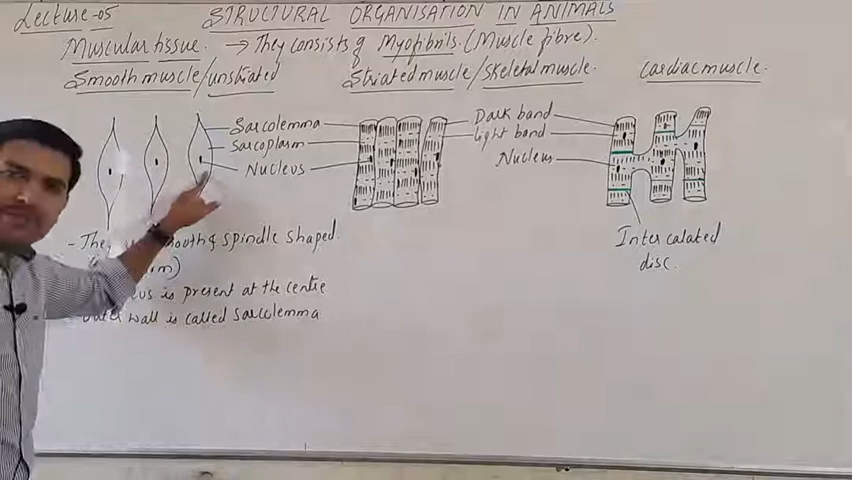 Lecture-05
STRUCTURAL ORGANISATION IN ANIMALS
Muscular tissue. → They consists of Myofibrils. (Muscle fibre).
Smooth muscle/unstriated
Striated muscle/skeletal muscle.
Cardiac muscle.
Sarcolemma
Sarcoplasm
Nucleus
Dark band
light band
Nucleus
Intercalated
disc.
- The smooth & spindle shaped.
is present at the centre
wall is called Sarcolemma